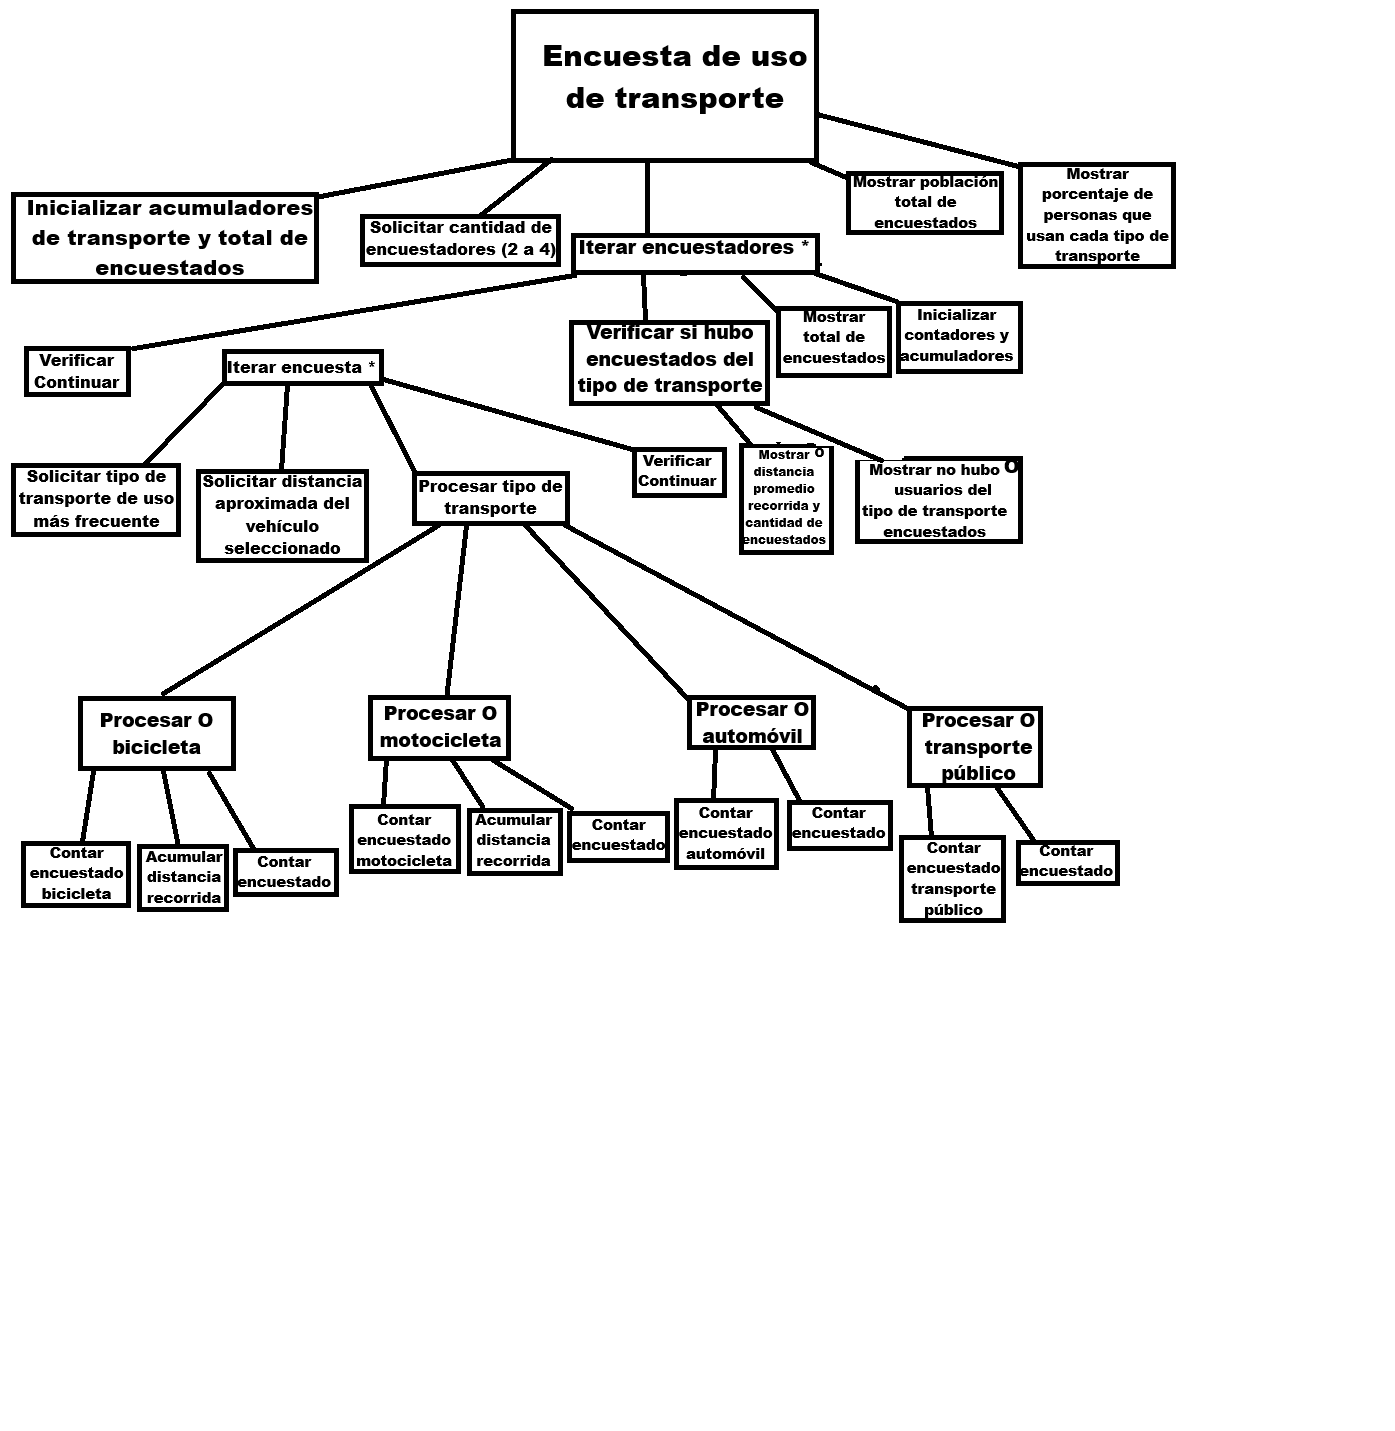 Encuesta de uso
de transporte
Inicializar acumuladores
de transporte y total de
encuestados
Solicitar cantidad de
encuestadores (2 a 4)
Iterar encuestadores *
Mostrar población
total de
encuestados
Mostrar
porcentaje de
personas que
usan cada tipo de
transporte
Verificar
Continuar
Iterar encuesta *
Verificar si hubo
encuestados del
tipo de transporte
Mostrar
total de
encuestados
Inicializar
contadores y
acumuladores
Solicitar tipo de
transporte de uso
más frecuente
Solicitar distancia
aproximada del
vehículo
seleccionado
Procesar tipo de
transporte
Verificar
Continuar
Mostrar O
distancia
promedio
recorrida y
cantidad de
encuestados
Mostrar no hubo O
usuarios del
tipo de transporte
encuestados
Procesar O
bicicleta
Procesar O
motocicleta
Procesar O
automóvil
Procesar O
transporte
público
Contar
encuestado
bicicleta
Acumular
distancia
recorrida
Contar
encuestado
Contar
encuestado
motocicleta
Acumular
distancia
recorrida
Contar
encuestado
Contar
encuestado
automóvil
Contar
encuestado
Contar
encuestado
transporte
público
Contar
encuestado